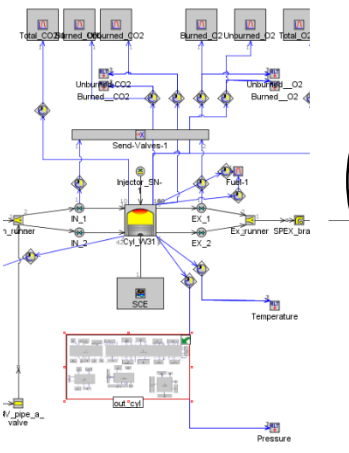 Total_CO2 Burned_CO2 Unburned_CO2 Burned_O2 Unburned_O2 Total_O2
Unburned_CO2 Unburned__O2
Burned__CO2 Burned__O2
Send-Valves-1
Injector_SN- Fuel-1
IN_1 EX_1
Ex_runner SPEX_bra
IN_2 Cyl_W31 EX_2
SCE
Temperature
out °cyl
valve
Pressure